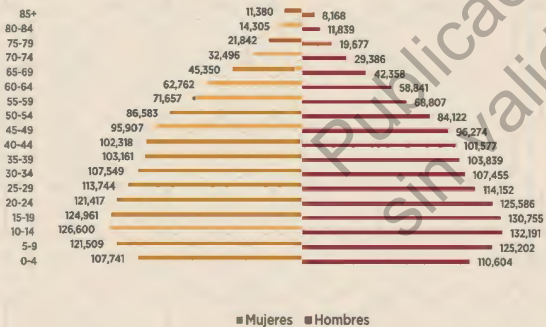 85+ 11,380 8,168
80-84 14,305 11,839
75-79 21,842 19,677
70-74 32,496 29,386
65-69 45,350 42,358
60-64 62,762 58,841
55-59 71,657 68,807
50-54 86,583 84,122
45-49 95,907 96,274
40-44 102,318 101,577
35-39 103,161 103,839
30-34 107,549 107,455
25-29 113,744 114,152
20-24 121,417 125,586
15-19 124,961 130,755
10-14 126,600 132,191
5-9 121,509 125,202
0-4 107,741 110,604
Mujeres Hombres
Publicac
sin valid